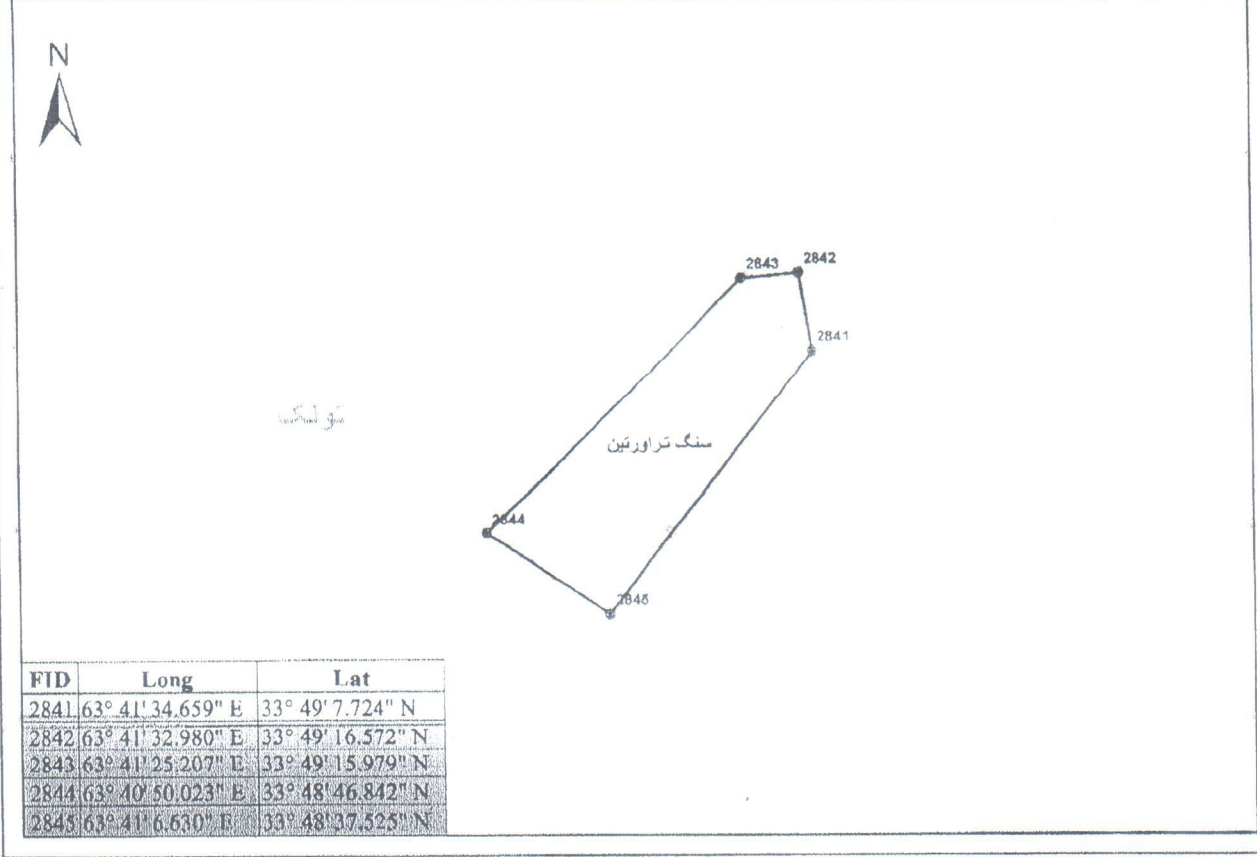 N
2843
2842
2841
تولک
سنگ تراورتین
2844
2845
FID Long Lat
2841 63° 41' 34.659" E 33° 49' 7.724" N
2842 63° 41' 32.980" E 33° 49' 16.572" N
2843 63° 41' 25.207" E 33° 49' 15.979" N
2844 63° 40' 50.023" E 33° 48' 46.842" N
2845 63° 41' 6.630" E 33° 48' 37.525" N